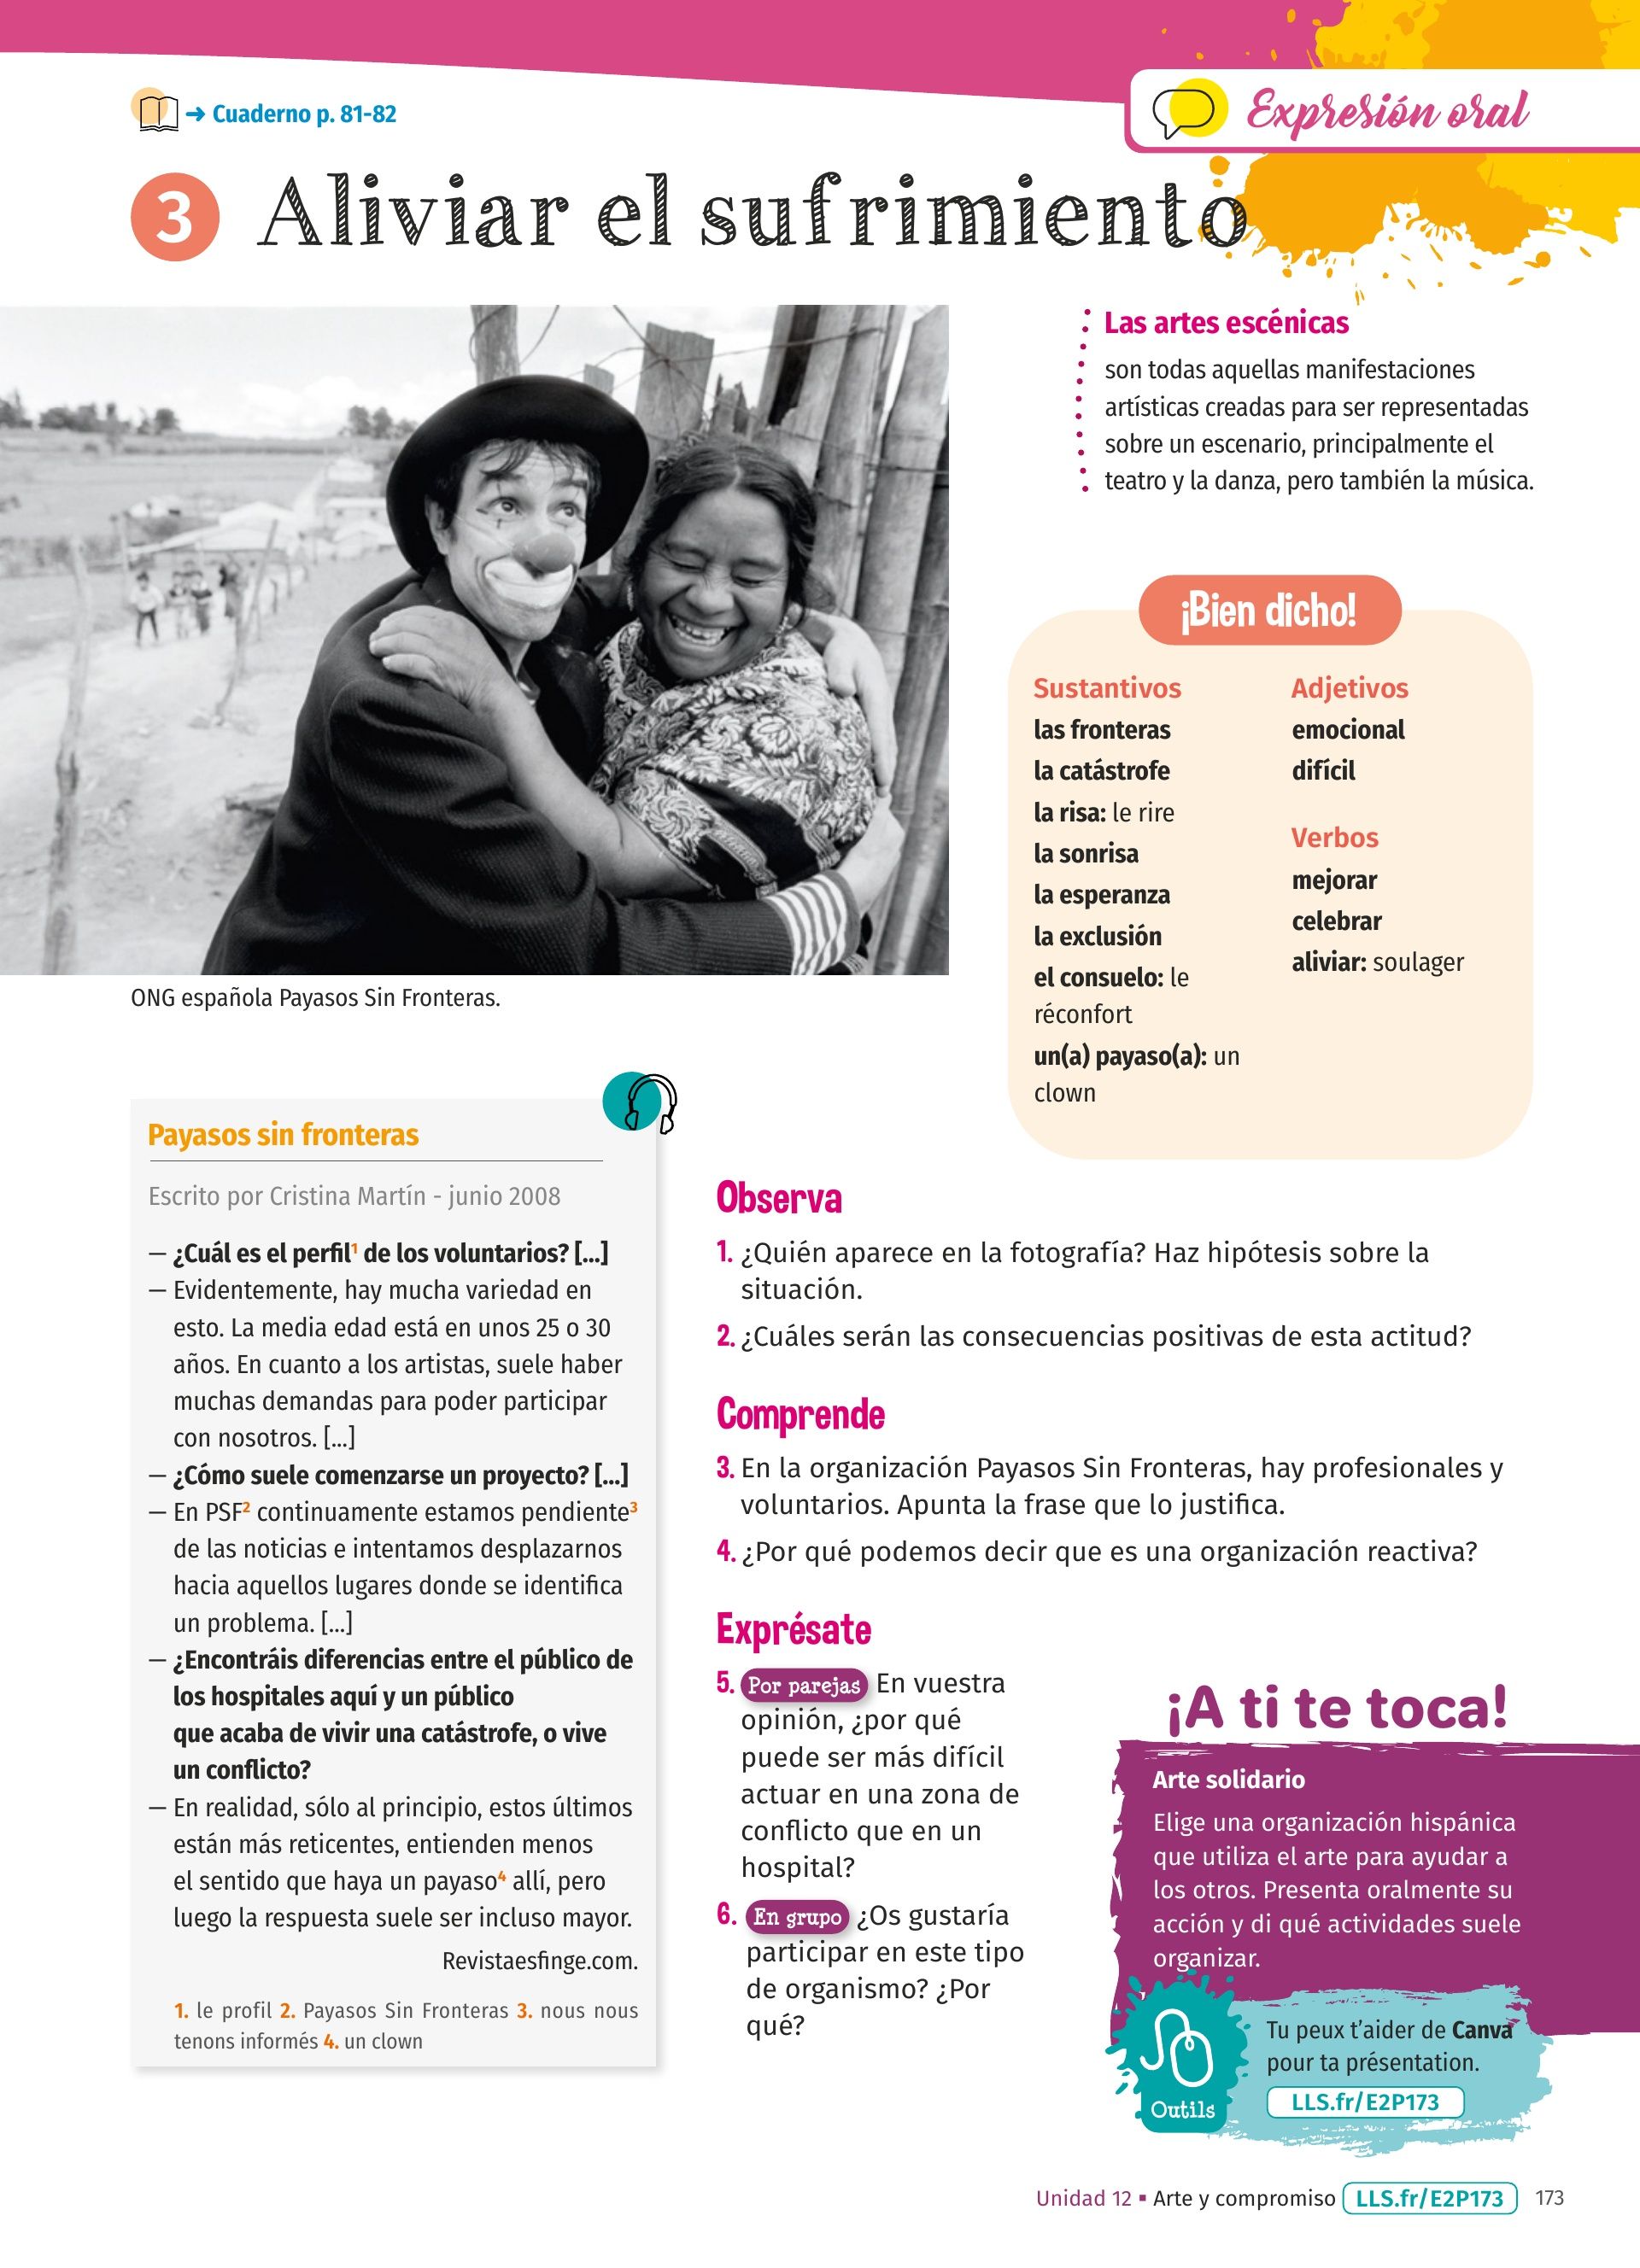 ➜ Cuaderno p. 81-82
Expresión oral
3 Aliviar el sufrimiento
Las artes escénicas
son todas aquellas manifestaciones
artísticas creadas para ser representadas
sobre un escenario, principalmente el
teatro y la danza, pero también la música.
ONG española Payasos Sin Fronteras.
¡Bien dicho!
Sustantivos
las fronteras
la catástrofe
la risa: le rire
la sonrisa
la esperanza
la exclusión
el consuelo: le
réconfort
un(a) payaso(a): un
clown
Adjetivos
emocional
difícil
Verbos
mejorar
celebrar
aliviar: soulager
Payasos sin fronteras
Escrito por Cristina Martín - junio 2008
— ¿Cuál es el perfil1 de los voluntarios? [...]
— Evidentemente, hay mucha variedad en
esto. La media edad está en unos 25 o 30
años. En cuanto a los artistas, suele haber
muchas demandas para poder participar
con nosotros. [...]
— ¿Cómo suele comenzarse un proyecto? [...]
— En PSF2 continuamente estamos pendiente3
de las noticias e intentamos desplazarnos
hacia aquellos lugares donde se identifica
un problema. [...]
— ¿Encontráis diferencias entre el público de
los hospitales aquí y un público
que acaba de vivir una catástrofe, o vive
un conflicto?
— En realidad, sólo al principio, estos últimos
están más reticentes, entienden menos
el sentido que haya un payaso4 allí, pero
luego la respuesta suele ser incluso mayor.
Revistaesfinge.com.
1. le profil 2. Payasos Sin Fronteras 3. nous nous
tenons informés 4. un clown
Observa
1. ¿Quién aparece en la fotografía? Haz hipótesis sobre la
situación.
2. ¿Cuáles serán las consecuencias positivas de esta actitud?
Comprende
3. En la organización Payasos Sin Fronteras, hay profesionales y
voluntarios. Apunta la frase que lo justifica.
4. ¿Por qué podemos decir que es una organización reactiva?
Exprésate
5. Por parejas En vuestra
opinión, ¿por qué
puede ser más difícil
actuar en una zona de
conflicto que en un
hospital?
6. En grupo ¿Os gustaría
participar en este tipo
de organismo? ¿Por
qué?
¡A ti te toca!
Arte solidario
Elige una organización hispánica
que utiliza el arte para ayudar a
los otros. Presenta oralmente su
acción y di qué actividades suele
organizar.
Outils
Tu peux t'aider de Canva
pour ta présentation.
LLS.fr/E2P173
Unidad 12 ▪ Arte y compromiso LLS.fr/E2P173 173